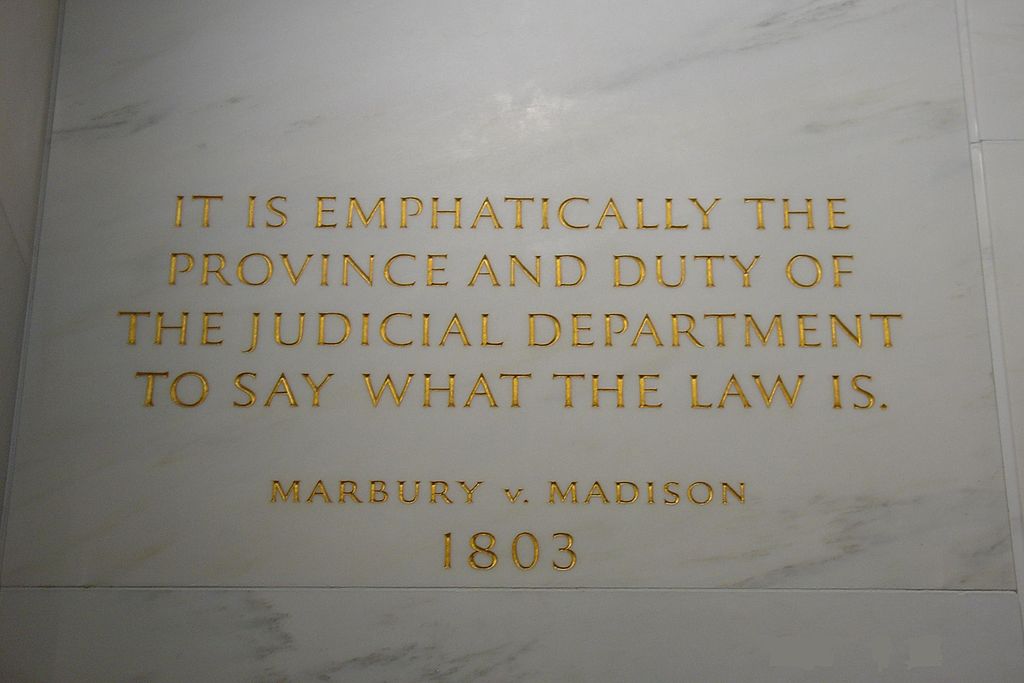 IT IS EMPHATICALLY THE
PROVINCE AND DUTY OF
THE JUDICIAL DEPARTMENT
TO SAY WHAT THE LAW IS.
MARBURY v. MADISON
1803